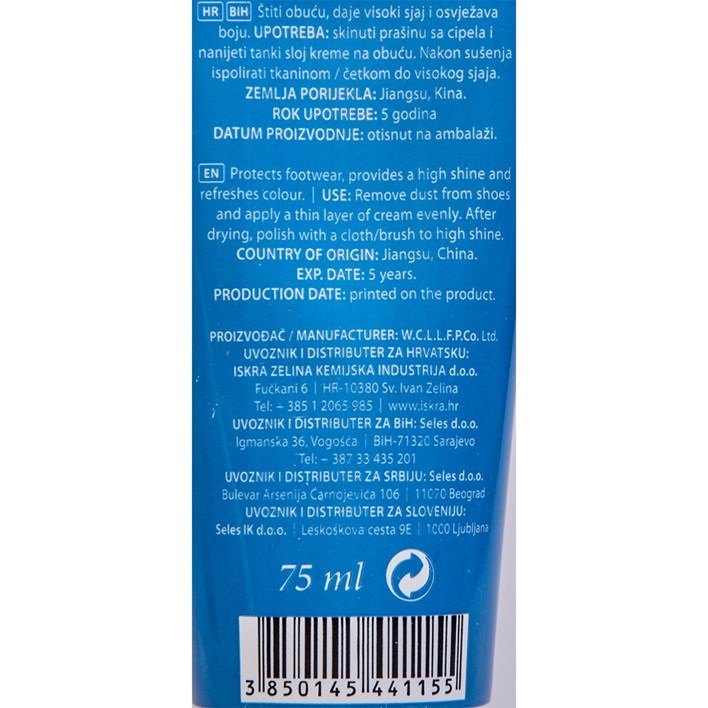 HR BIH Štiti obuću, daje visoki sjaj i osvježava
boju. UPOTREBA: skinuti prašinu sa cipela i
nanijeti tanki sloj kreme na obuću. Nakon sušenja
ispolirati tkaninom / četkom do visokog sjaja.
ZEMLJA PORIJEKLA: Jiangsu, Kina.
ROK UPOTREBE: 5 godina
DATUM PROIZVODNJE: otisnut na ambalaži.
EN Protects footwear, provides a high shine and
refreshes colour. | USE: Remove dust from shoes
and apply a thin layer of cream evenly. After
drying, polish with a cloth/brush to high shine.
COUNTRY OF ORIGIN: Jiangsu, China.
EXP. DATE: 5 years.
PRODUCTION DATE: printed on the product.
PROIZVOĐAČ / MANUFACTURER: W.C.L.L.F.P.Co. Ltd.
UVOZNIK I DISTRIBUTER ZA HRVATSKU:
ISKRA ZELINA KEMIJSKA INDUSTRIJA d.o.o.
Fučkani 6 | HR-10380 Sv. Ivan Zelina
Tel: + 385 1 2065 985 | www.iskra.hr
UVOZNIK I DISTRIBUTER ZA BiH: Seles d.o.o.
Igmanska 36, Vogošća | BiH-71320 Sarajevo
Tel: + 387 33 435 201
UVOZNIK I DISTRIBUTER ZA SRBIJU: Seles d.o.o.
Bulevar Arsenija Čarnojevića 106 | 11070 Beograd
UVOZNIK I DISTRIBUTER ZA SLOVENIJU:
Seles IK d.o.o. | Leskoškova cesta 9E | 1000 Ljubljana
75 ml
3 850145 441155